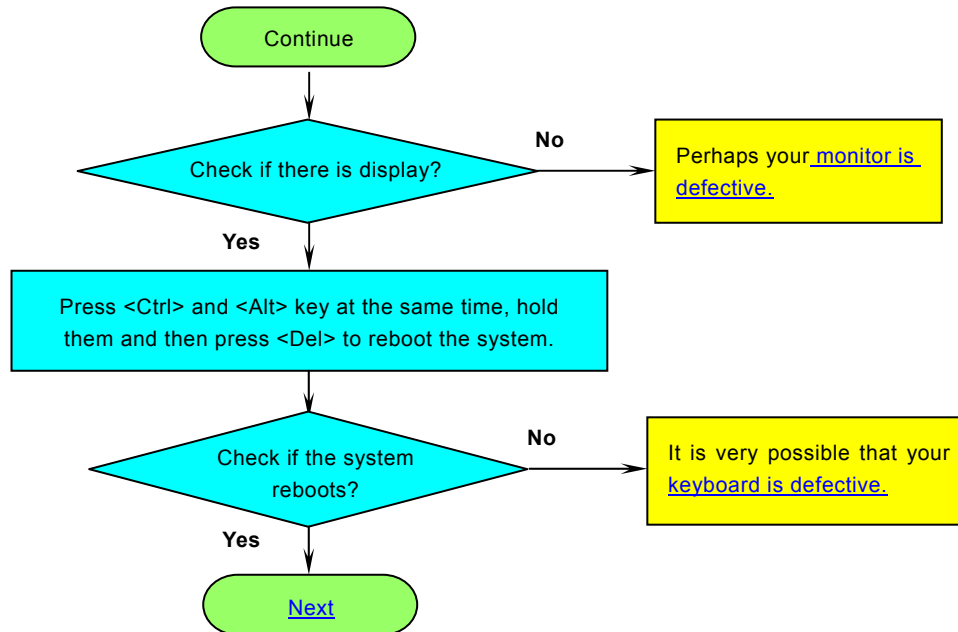 Continue
Check if there is display?
No
Perhaps your monitor is
defective.
Yes
Press <Ctrl> and <Alt> key at the same time, hold
them and then press <Del> to reboot the system.
Check if the system
reboots?
No
It is very possible that your
keyboard is defective.
Yes
Next